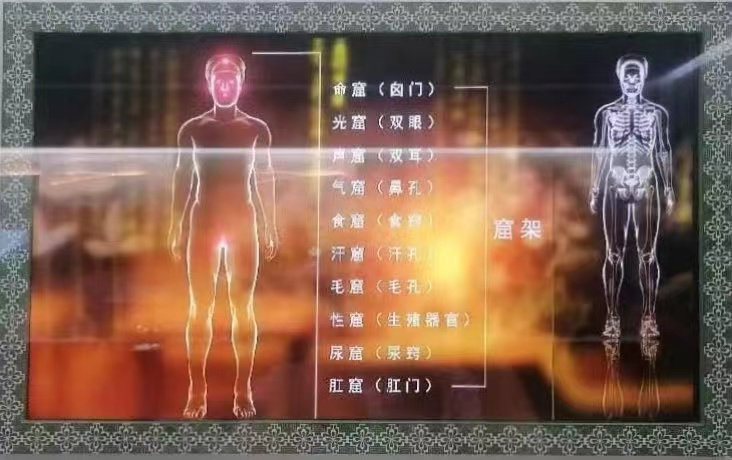 命窟（囟门）
光窟（双眼）
声窟（双耳）
气窟（鼻孔）
食窟（食窍）
汗窟（汗孔）
毛窟（毛孔）
性窟（生殖器官）
尿窟（尿窍）
肛窟（肛门）
窟架